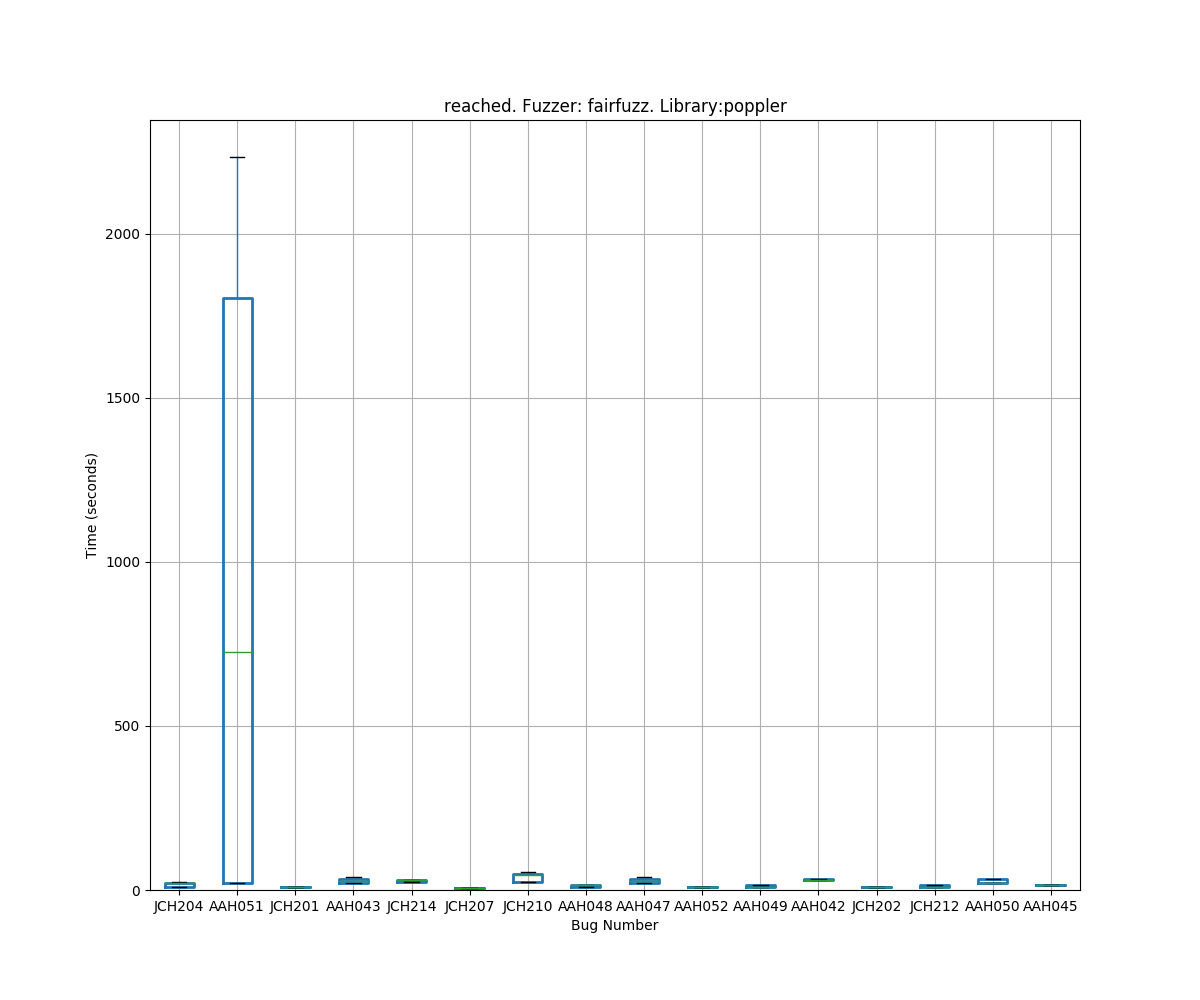 reached. Fuzzer: fairfuzz. Library:poppler
2000
1500
1000
500
0
Time (seconds)
JCH204 AAH051 JCH201 AAH043 JCH214 JCH207 JCH210 AAH048 AAH047 AAH052 AAH049 AAH042 JCH202 JCH212 AAH050 AAH045
Bug Number